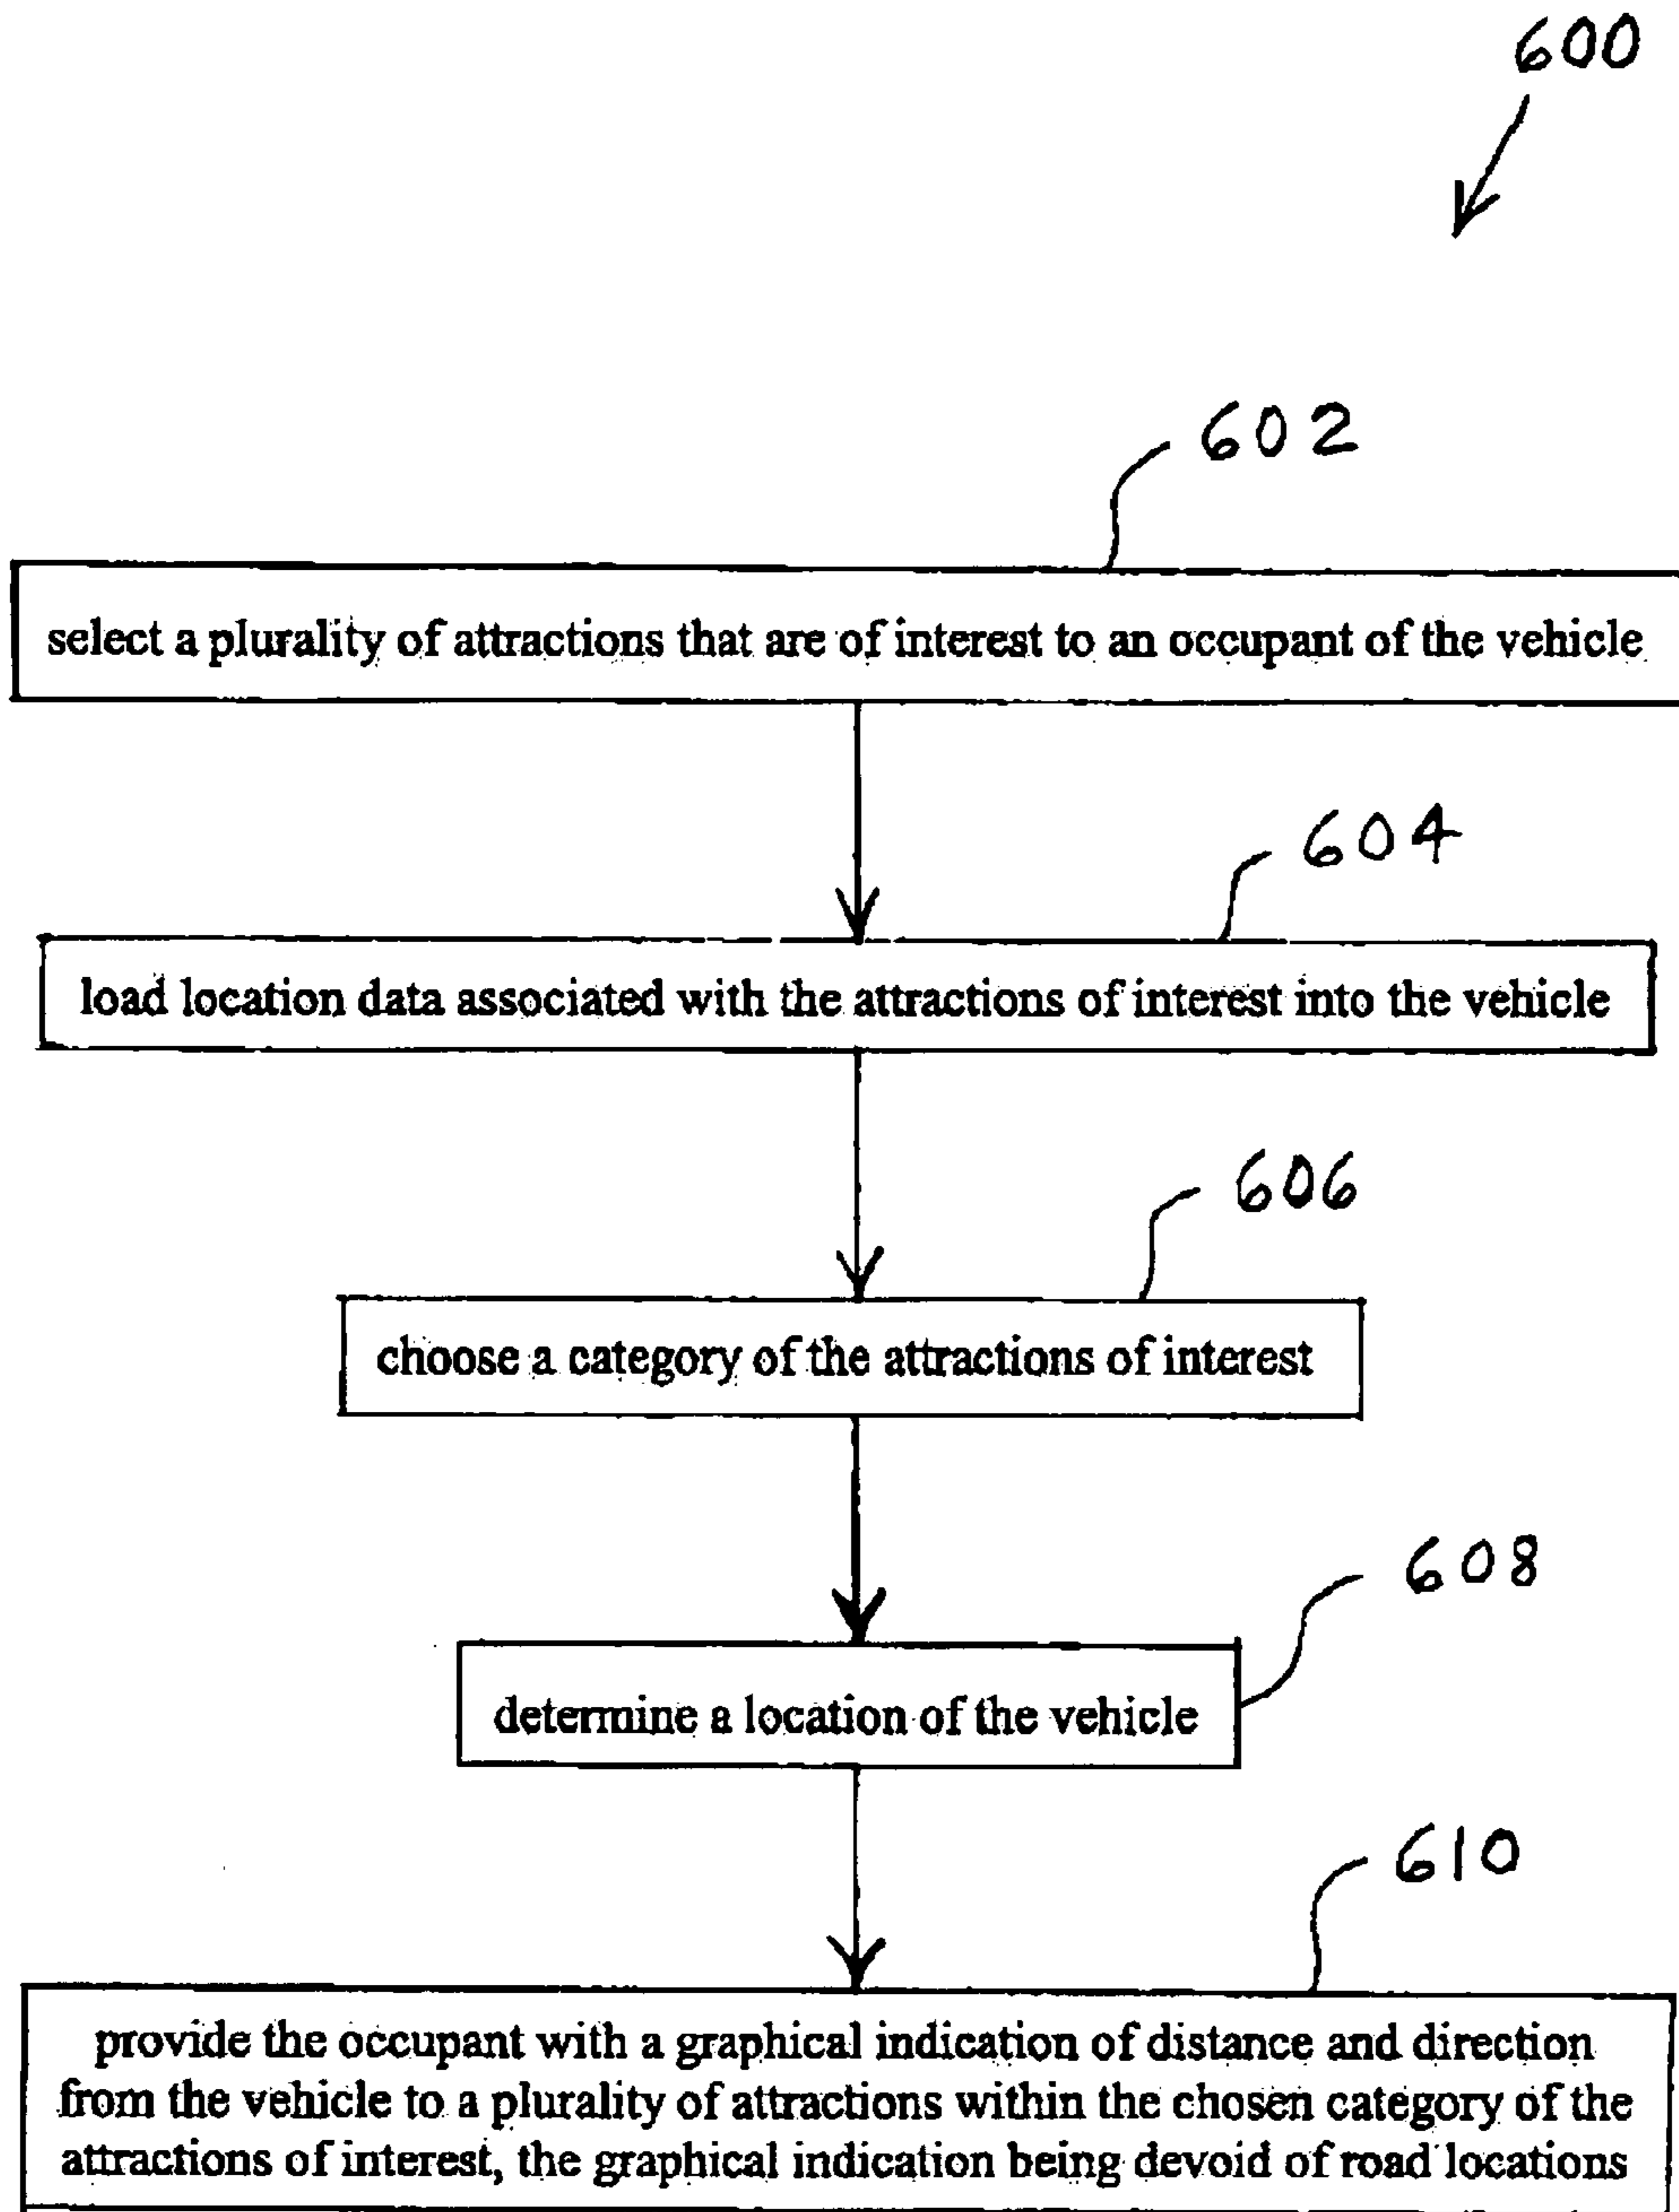 600
602
select a plurality of attractions that are of interest to an occupant of the vehicle
604
load location data associated with the attractions of interest into the vehicle
606
choose a category of the attractions of interest
608
determine a location of the vehicle
610
provide the occupant with a graphical indication of distance and direction
from the vehicle to a plurality of attractions within the chosen category of the
attractions of interest, the graphical indication being devoid of road locations